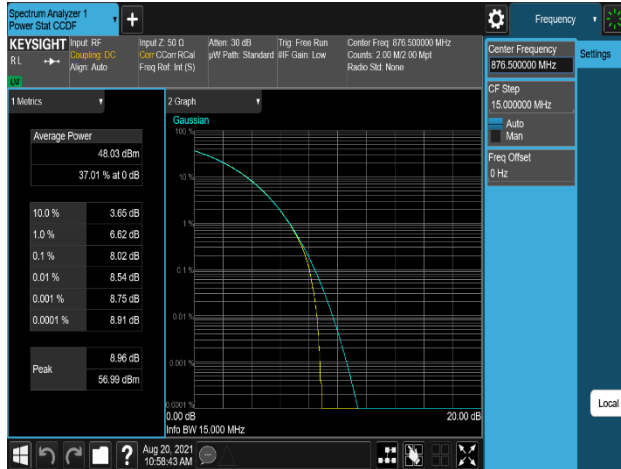 Spectrum Analyzer 1
Power Stat CCDF
Frequency
KEYSIGHT
RL
Input: RF
Coupling: DC
Align: Auto
Input Z: 50 Ω
Corr CCorr RCal
Freq Ref: Int (S)
Atten: 30 dB
µW Path: Standard
Trig: Free Run
#IF Gain: Low
Center Freq: 876.500000 MHz
Counts: 2.00 M/2.00 Mpt
Radio Std: None
Center Frequency
876.500000 MHz
Settings
CF Step
15.000000 MHz
Auto
Man
Freq Offset
0 Hz
1 Metrics
Average Power
48.03 dBm
37.01 % at 0 dB
10.0 % 3.65 dB
1.0 % 6.62 dB
0.1 % 8.02 dB
0.01 % 8.54 dB
0.001 % 8.75 dB
0.0001 % 8.91 dB
Peak
8.96 dB
56.99 dBm
2 Graph
Gaussian
100 %
10 %
1 %
0.1 %
0.01 %
0.001 %
0.0001 %
0.00 dB
20.00 dB
Info BW 15.000 MHz
Local
?
Aug 20, 2021
10:58:43 AM